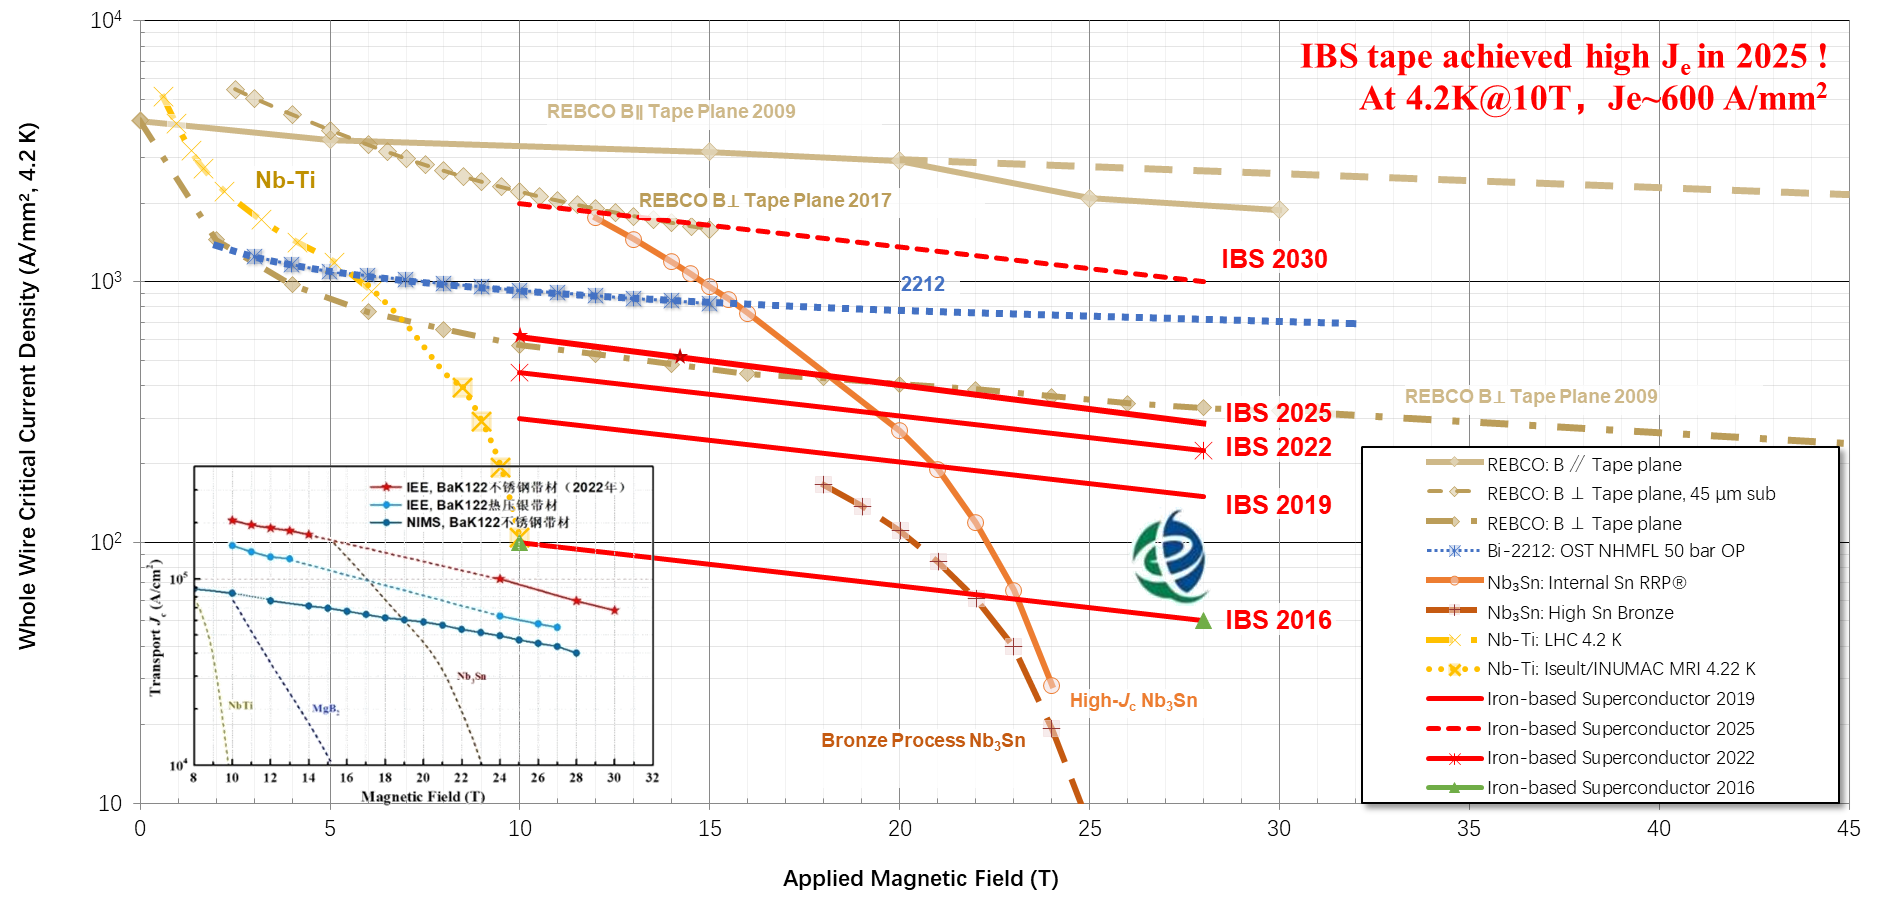 IBS tape achieved high Je in 2025 !
At 4.2K@10T，Je~600 A/mm²
Whole Wire Critical Current Density (A/mm², 4.2 K)
10⁴
10³
10²
10
0 5 10 15 20 25 30 35 40 45
Applied Magnetic Field (T)
REBCO B∥ Tape Plane 2009
Nb-Ti
REBCO B⊥ Tape Plane 2017
IBS 2030
2212
REBCO B⊥ Tape Plane 2009
IBS 2025
IBS 2022
IBS 2019
IBS 2016
High-Jc Nb₃Sn
Bronze Process Nb₃Sn
REBCO: B ∕∕ Tape plane
REBCO: B ⊥ Tape plane, 45 μm sub
REBCO: B ⊥ Tape plane
Bi-2212: OST NHMFL 50 bar OP
Nb₃Sn: Internal Sn RRP®
Nb₃Sn: High Sn Bronze
Nb-Ti: LHC 4.2 K
Nb-Ti: Iseult/INUMAC MRI 4.22 K
Iron-based Superconductor 2019
Iron-based Superconductor 2025
Iron-based Superconductor 2022
Iron-based Superconductor 2016
IEE, BaK122不锈钢带材（2022年）
IEE, BaK122热压银带材
NIMS, BaK122不锈钢带材
Transport Jc (A/cm²)
10⁵
10⁴
NbTi
MgB₂
Nb₃Sn
8 10 12 14 16 18 20 22 24 26 28 30 32
Magnetic Field (T)